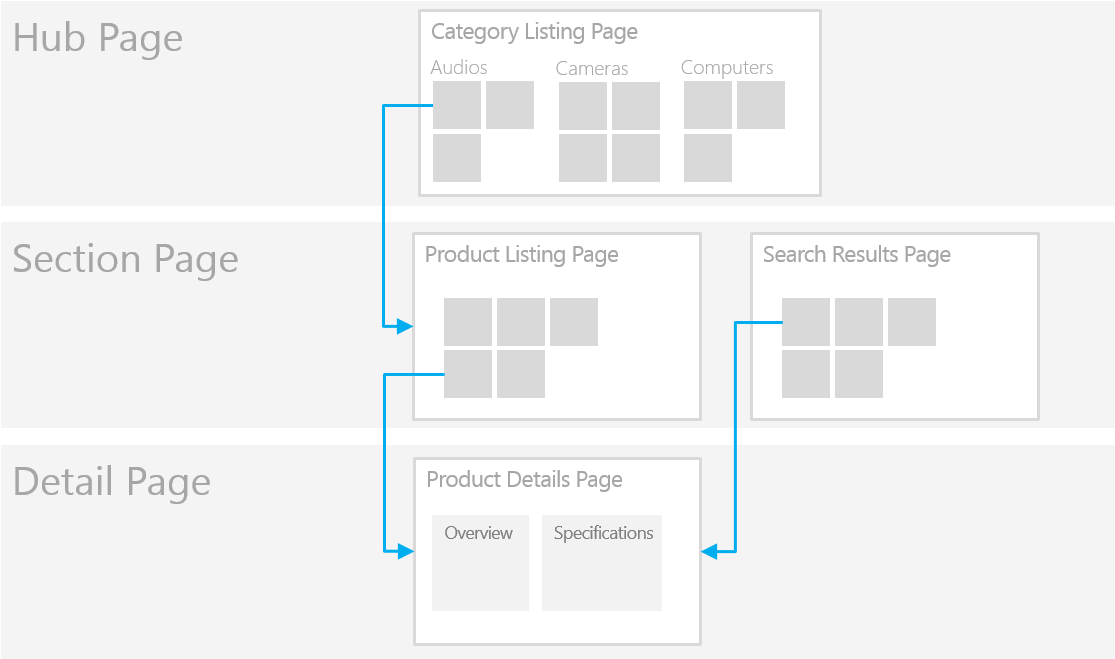 Hub Page
Category Listing Page
Audios
Cameras
Computers
Section Page
Product Listing Page
Search Results Page
Detail Page
Product Details Page
Overview
Specifications